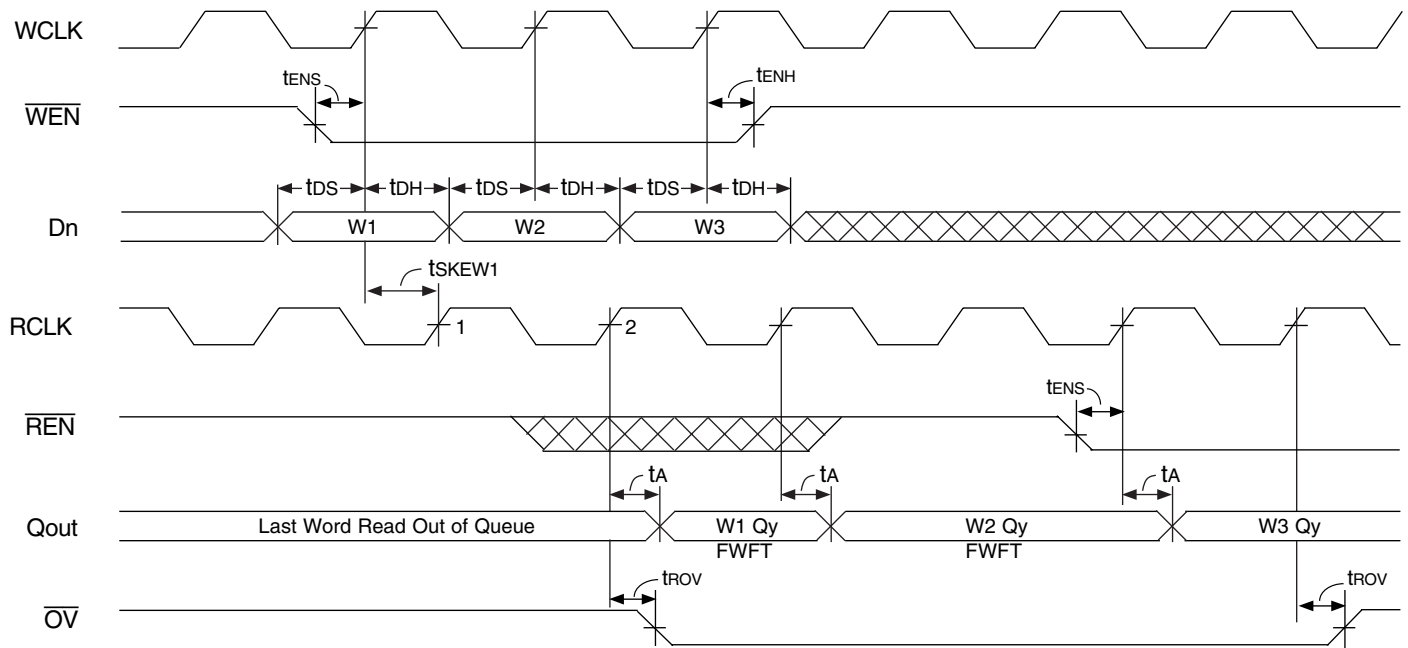 WCLK
tENS
tENH
WEN
tDS tDH tDS tDH tDS tDH
Dn
W1 W2 W3
tSKEW1
RCLK
1 2
tENS
REN
tA tA tA
Qout
Last Word Read Out of Queue W1 Qy W2 Qy W3 Qy
FWFT FWFT
tROV tROV
OV